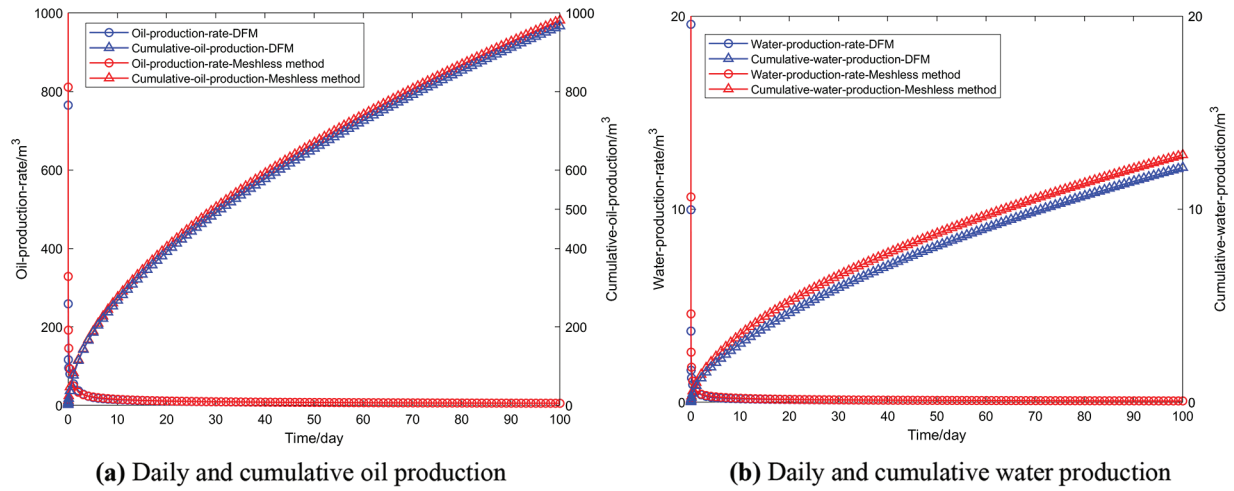 1000
800
600
400
200
0
Oil-production-rate/m³
Oil-production-rate-DFM
Cumulative-oil-production-DFM
Oil-production-rate-Meshless method
Cumulative-oil-production-Meshless method
1000
800
600
500
400
200
0
Cumulative-oil-production/m³
0 10 20 30 40 50 60 70 80 90 100
Time/day
(a) Daily and cumulative oil production
20
10
0
Water-production-rate/m³
Water-production-rate-DFM
Cumulative-water-production-DFM
Water-production-rate-Meshless method
Cumulative-water-production-Meshless method
20
10
0
Cumulative-water-production/m³
0 10 20 30 40 50 60 70 80 90 100
Time/day
(b) Daily and cumulative water production